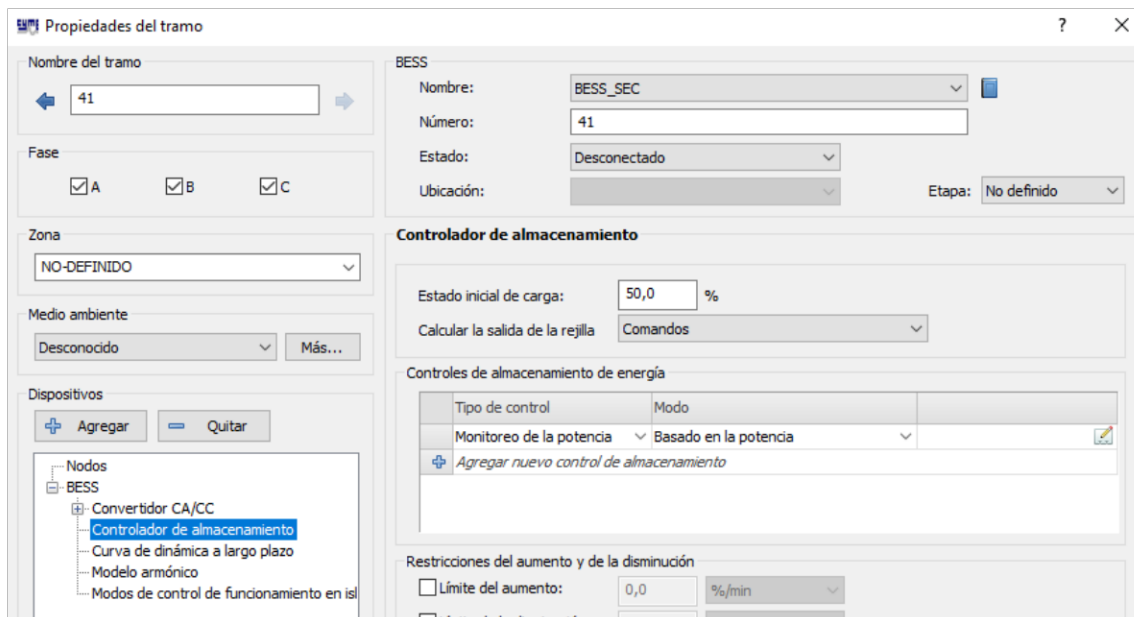 CYME Propiedades del tramo ?
Nombre del tramo
41
Fase
A B C
Zona
NO-DEFINIDO
Medio ambiente
Desconocido Más...
Dispositivos
Agregar Quitar
Nodos
BESS
Convertidor CA/CC
Controlador de almacenamiento
Curva de dinámica a largo plazo
Modelo armónico
Modos de control de funcionamiento en isl
BESS
Nombre: BESS_SEC
Número: 41
Estado: Desconectado
Ubicación: Etapa: No definido
Controlador de almacenamiento
Estado inicial de carga: 50,0 %
Calcular la salida de la rejilla Comandos
Controles de almacenamiento de energía
Tipo de control Modo
Monitoreo de la potencia Basado en la potencia
Agregar nuevo control de almacenamiento
Restricciones del aumento y de la disminución
Límite del aumento: 0,0 %/min